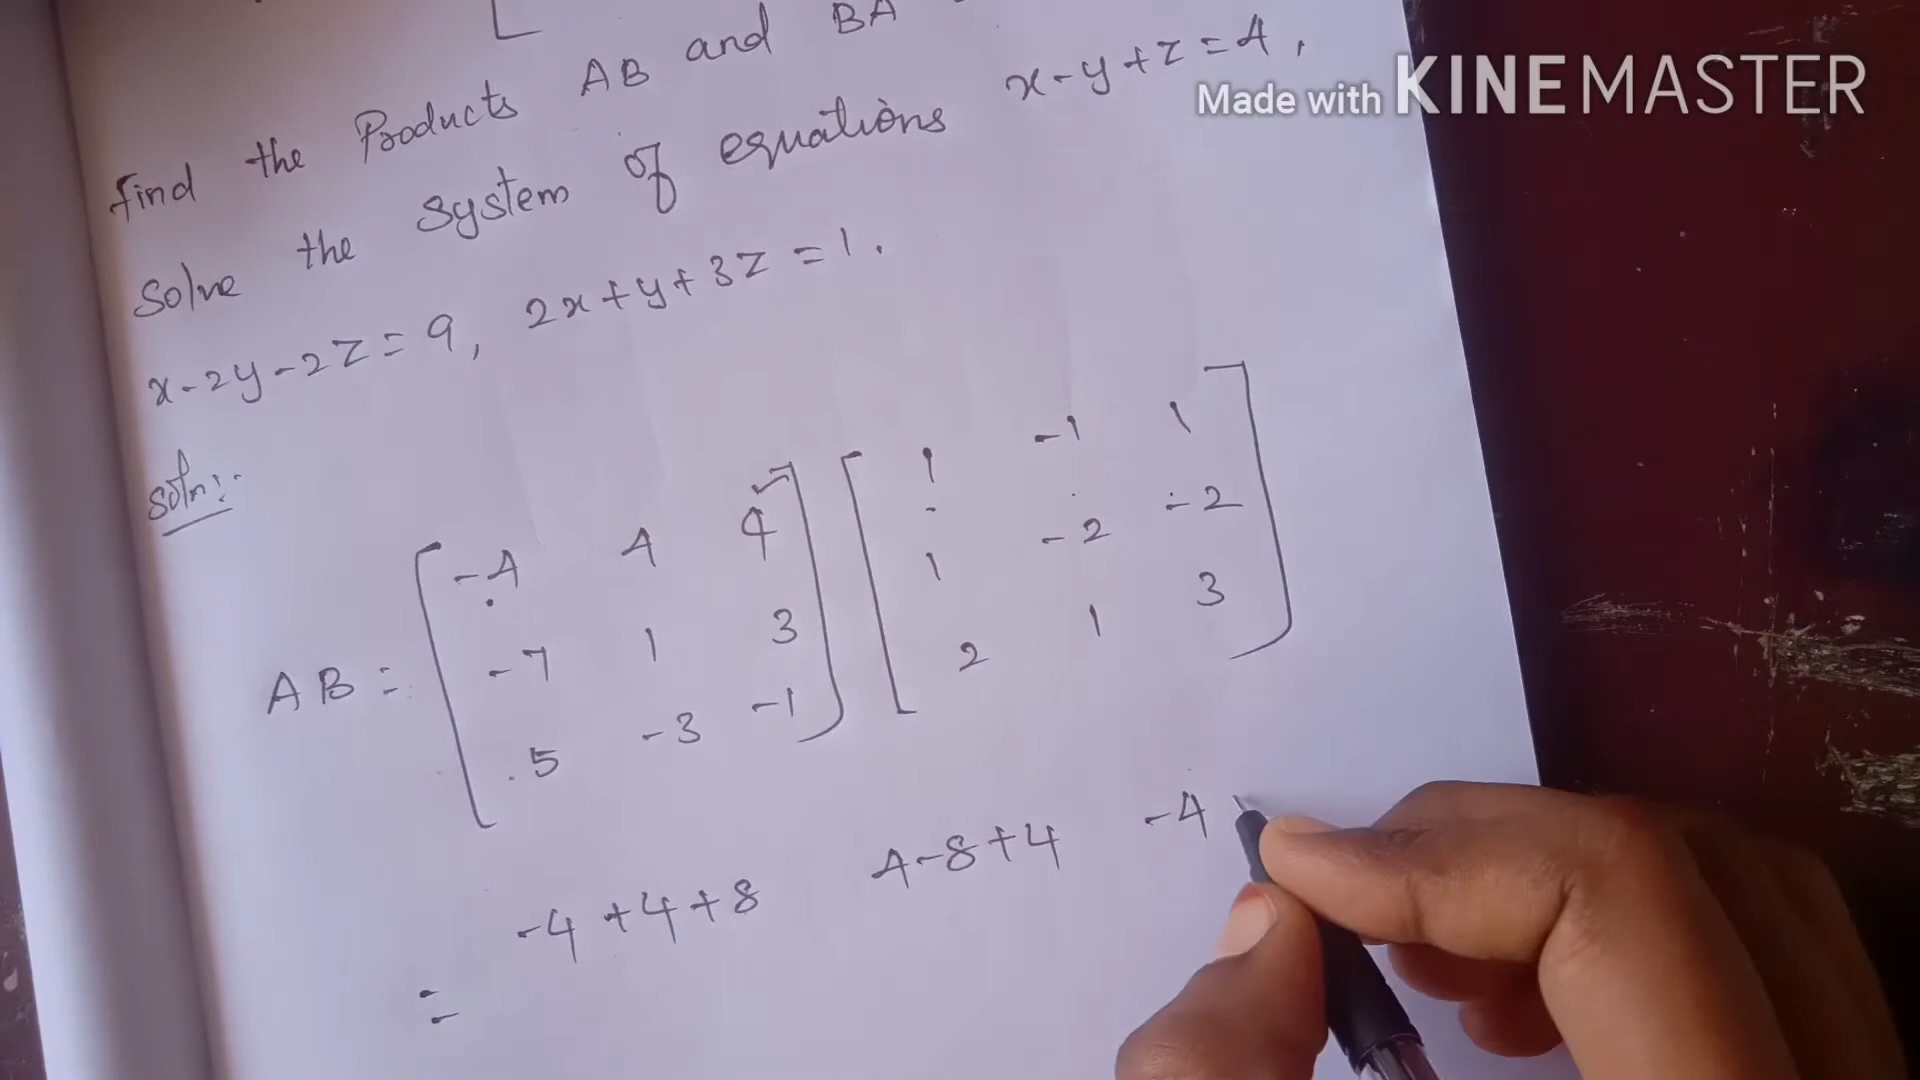 Find the Products AB and BA
Solve the system of equations x-y+z=4,
x-2y-2z=9, 2x+y+3z=1.
Soln:-
AB = [ -4 4 4 ] [ 1 -1 1 ]
-7 1 3 1 -2 -2
5 -3 -1 2 1 3
= -4+4+8 4-8+4 -4
Made with KINEMASTER